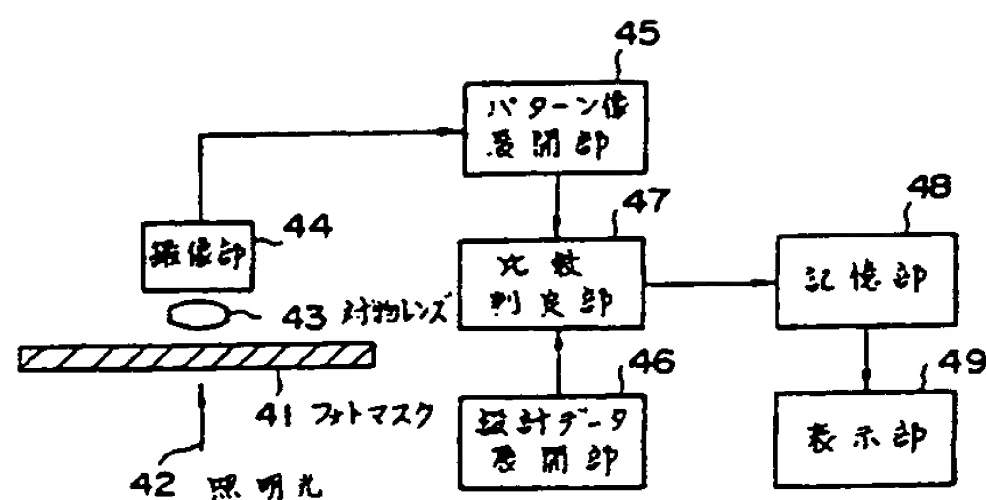 45
パターン像
展開部
44
撮像部
43 対物レンズ
41 フォトマスク
42 照明光
47
比較
判定部
46
設計データ
展開部
48
記憶部
49
表示部